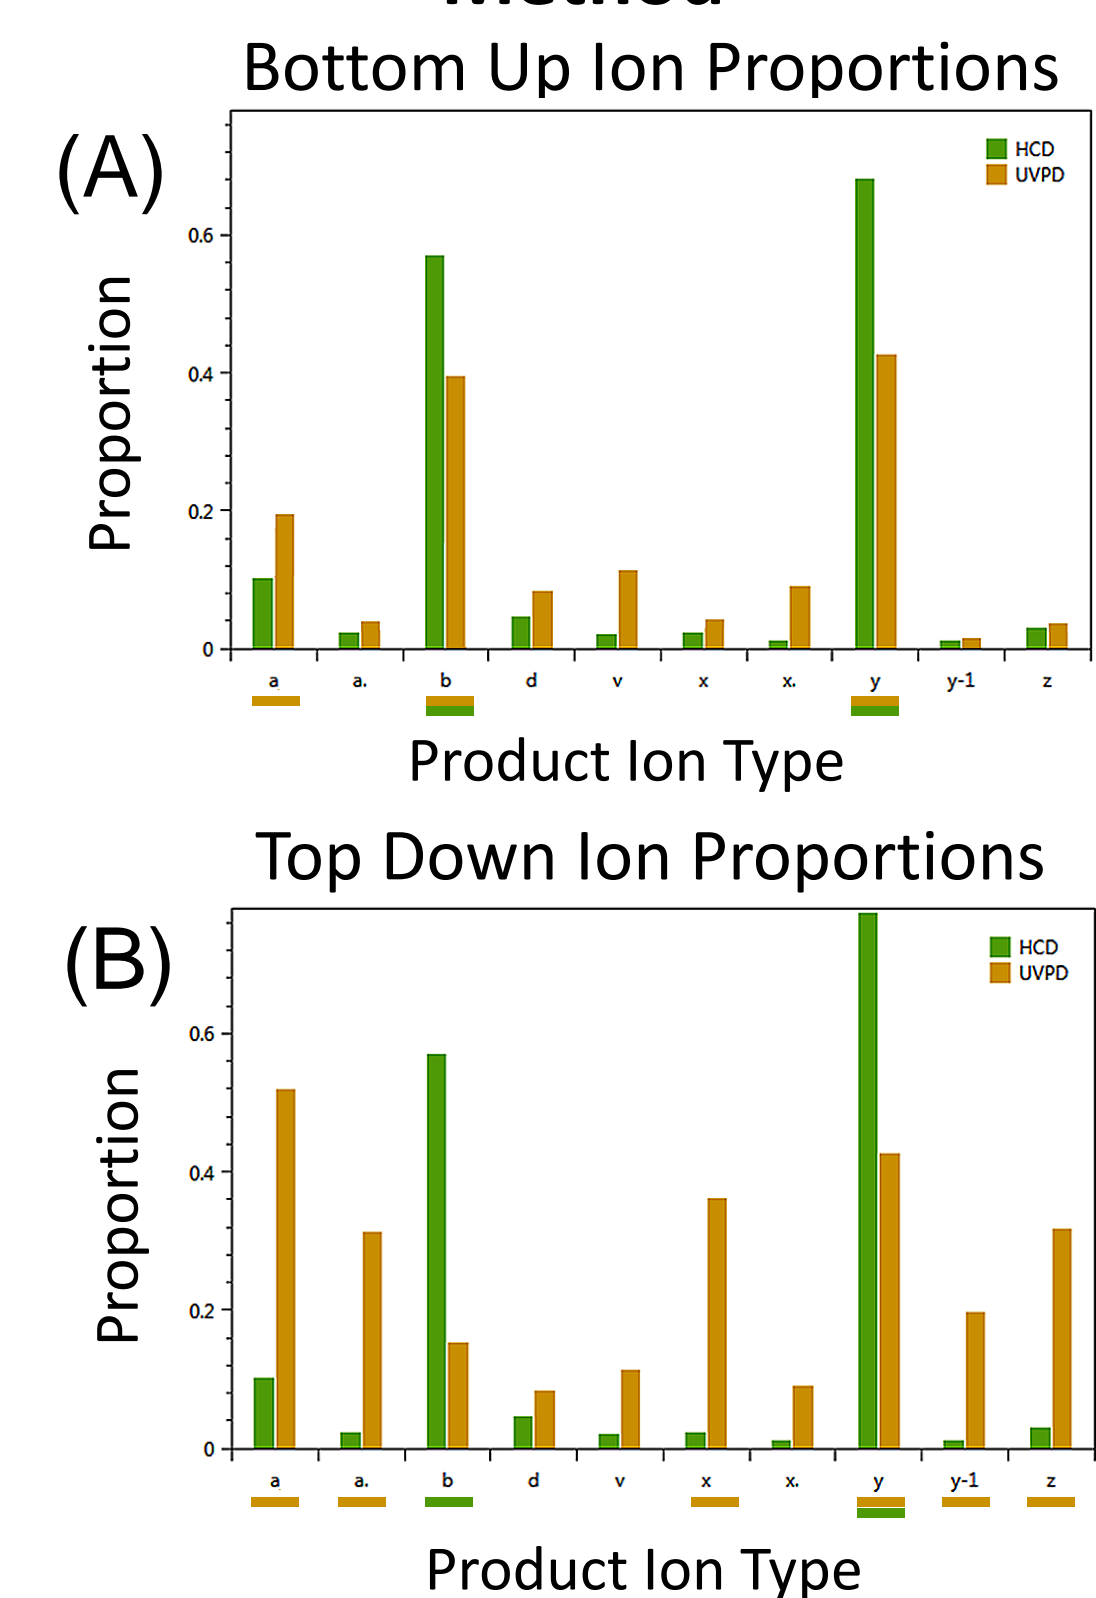 Method
Bottom Up Ion Proportions
(A)
HCD
UVPD
Proportion
0.6
0.4
0.2
0
a a. b d v x x. y y-1 z
Product Ion Type
Top Down Ion Proportions
(B)
HCD
UVPD
Proportion
0.6
0.4
0.2
0
a a. b d v x x. y y-1 z
Product Ion Type